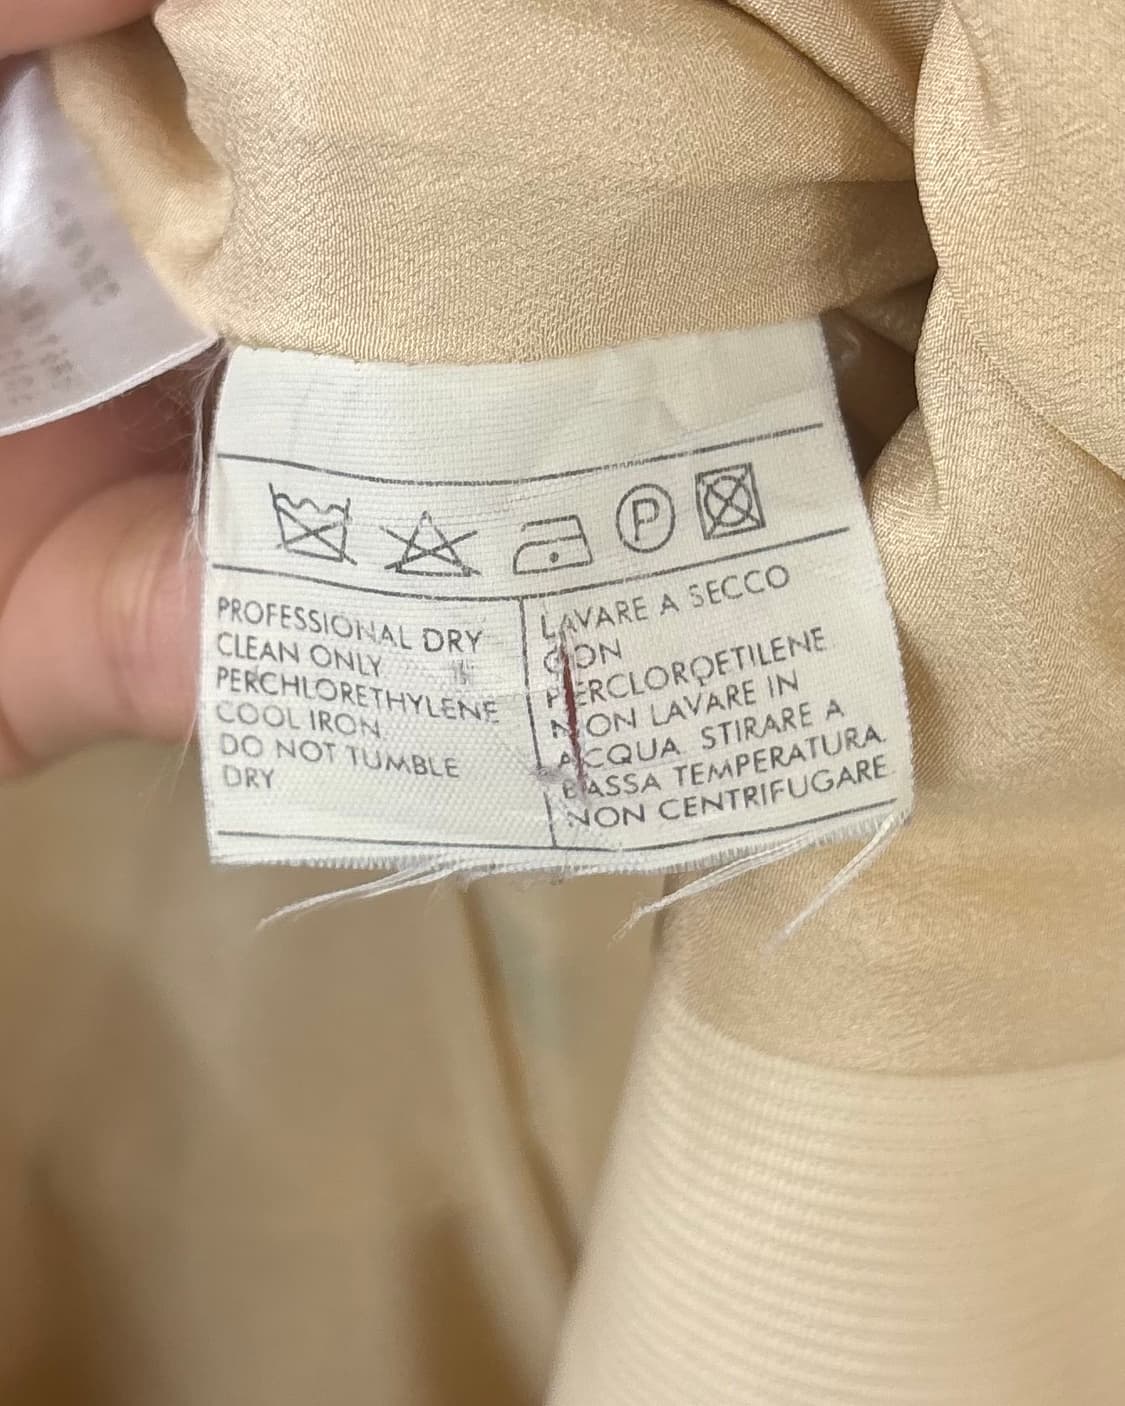 P
PROFESSIONAL DRY
CLEAN ONLY
PERCHLORETHYLENE
COOL IRON
DO NOT TUMBLE
DRY
LAVARE A SECCO
CON
PERCLOROETILENE
NON LAVARE IN
ACQUA STIRARE A
BASSA TEMPERATURA
NON CENTRIFUGARE